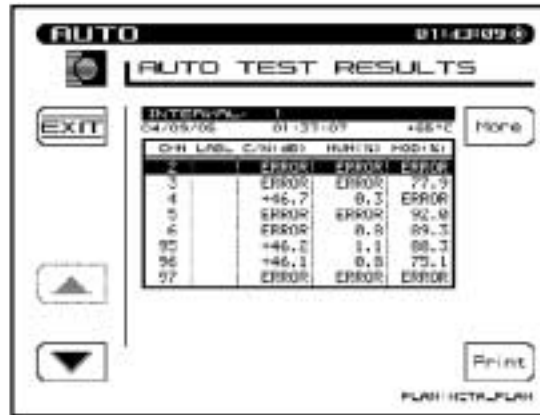 AUTO 01:43:09
AUTO TEST RESULTS
EXIT
More
INTERVAL: 1
04/09/06 01:37:07 +66°C
CHN LABL C/N(dB) HUM(%) MOD(%)
2 ERROR ERROR ERROR
3 ERROR ERROR 77.9
4 +46.7 0.3 ERROR
5 ERROR ERROR 92.0
6 ERROR 0.8 89.3
95 +46.2 1.1 88.3
96 +46.1 0.8 75.1
97 ERROR ERROR ERROR
Print